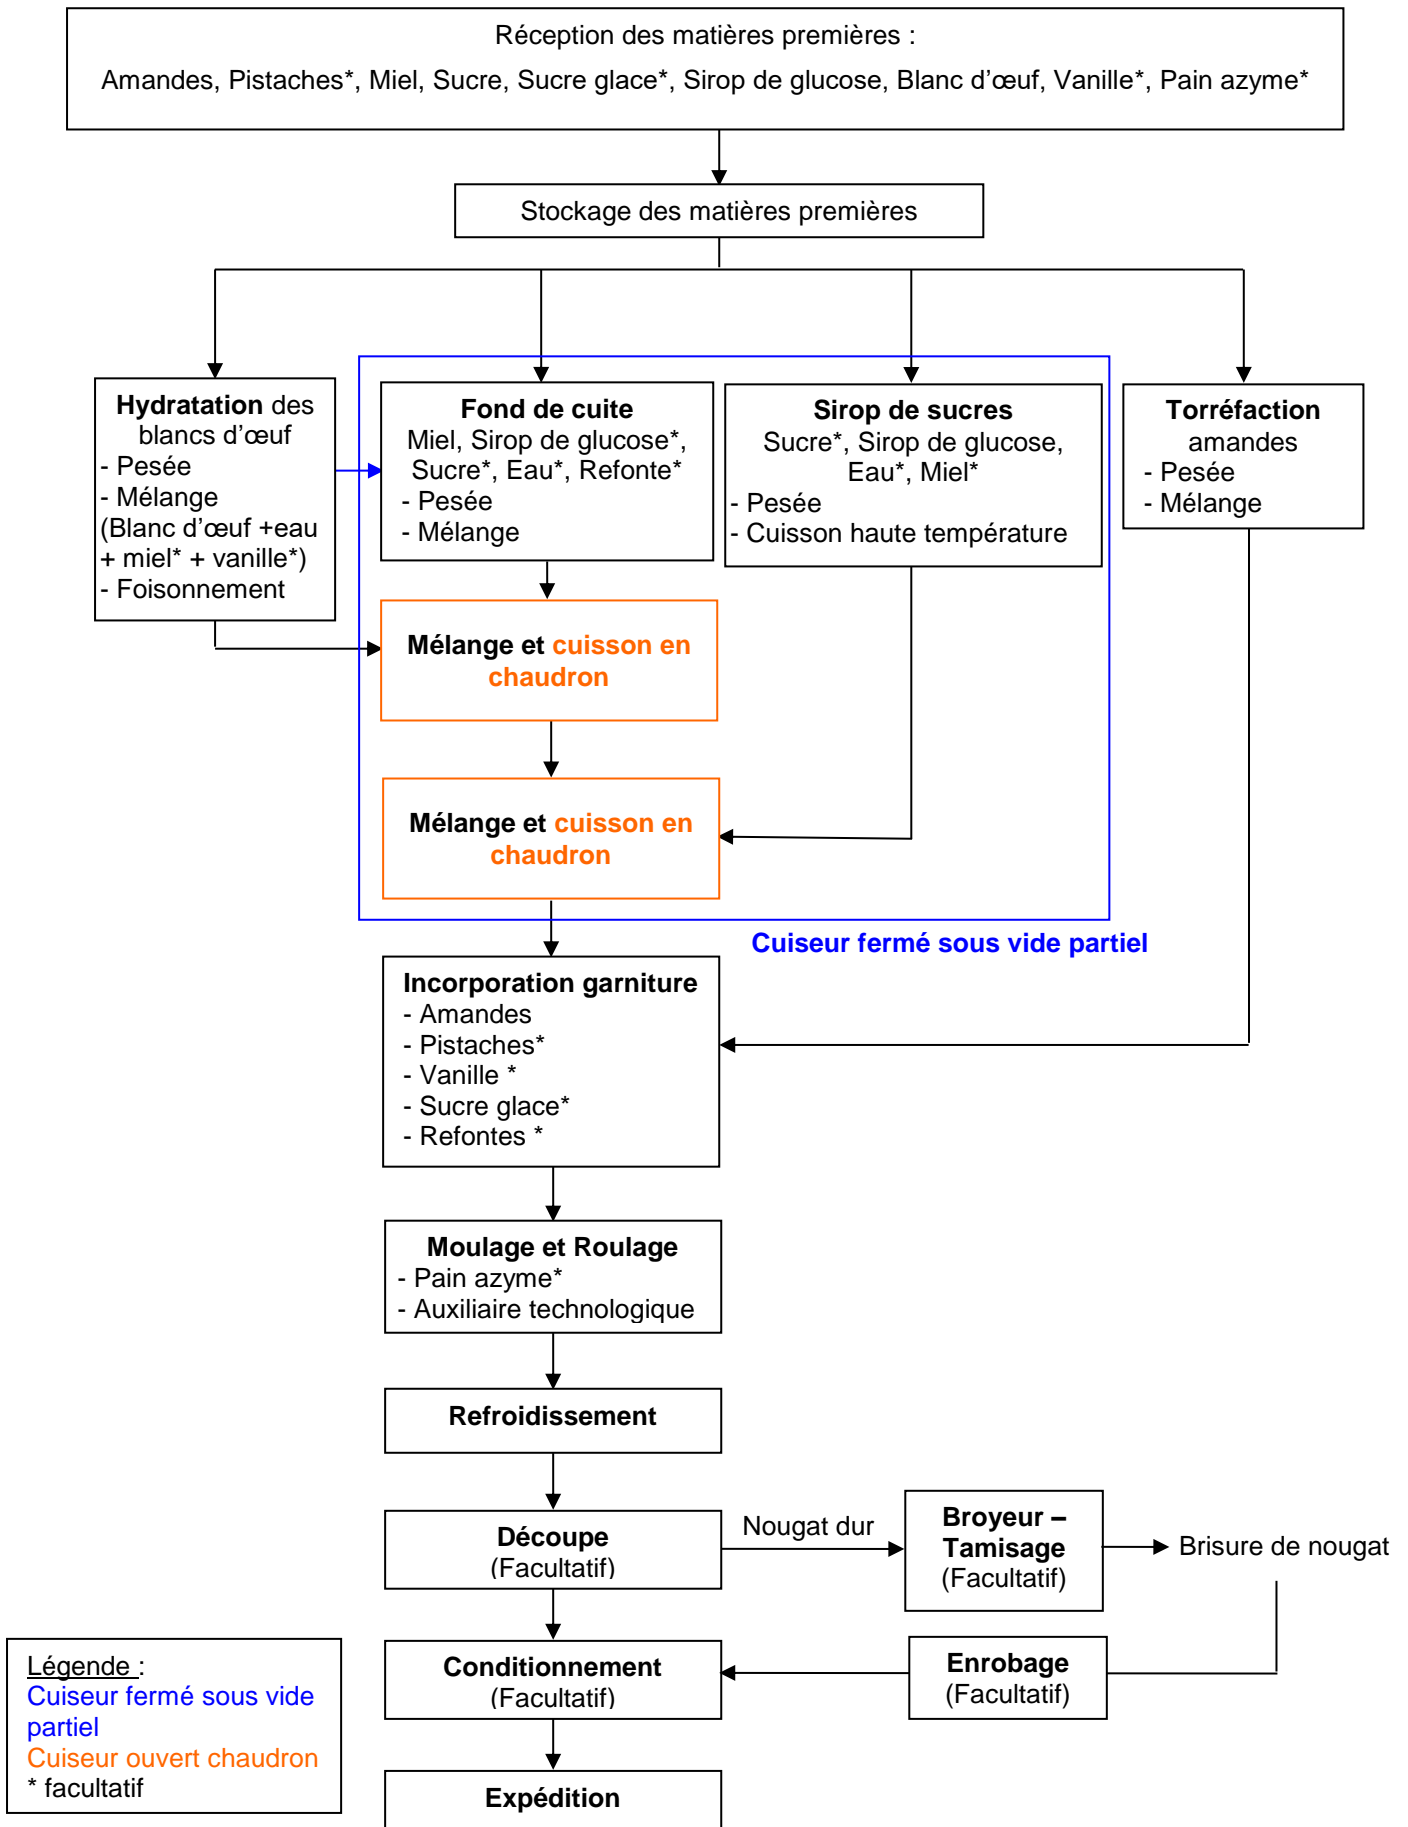 Réception des matières premières :
Amandes, Pistaches*, Miel, Sucre, Sucre glace*, Sirop de glucose, Blanc d'œuf, Vanille*, Pain azyme*
Stockage des matières premières
Hydratation des
blancs d'œuf
- Pesée
- Mélange
(Blanc d'œuf +eau
+ miel* + vanille*)
- Foisonnement
Fond de cuite
Miel, Sirop de glucose*,
Sucre*, Eau*, Refonte*
- Pesée
- Mélange
Sirop de sucres
Sucre*, Sirop de glucose,
Eau*, Miel*
- Pesée
- Cuisson haute température
Torréfaction
amandes
- Pesée
- Mélange
Mélange et cuisson en
chaudron
Mélange et cuisson en
chaudron
Cuiseur fermé sous vide partiel
Incorporation garniture
- Amandes
- Pistaches*
- Vanille *
- Sucre glace*
- Refontes *
Moulage et Roulage
- Pain azyme*
- Auxiliaire technologique
Refroidissement
Découpe
(Facultatif)
Nougat dur
Broyeur –
Tamisage
(Facultatif)
Brisure de nougat
Conditionnement
(Facultatif)
Enrobage
(Facultatif)
Expédition
Légende :
Cuiseur fermé sous vide
partiel
Cuiseur ouvert chaudron
* facultatif